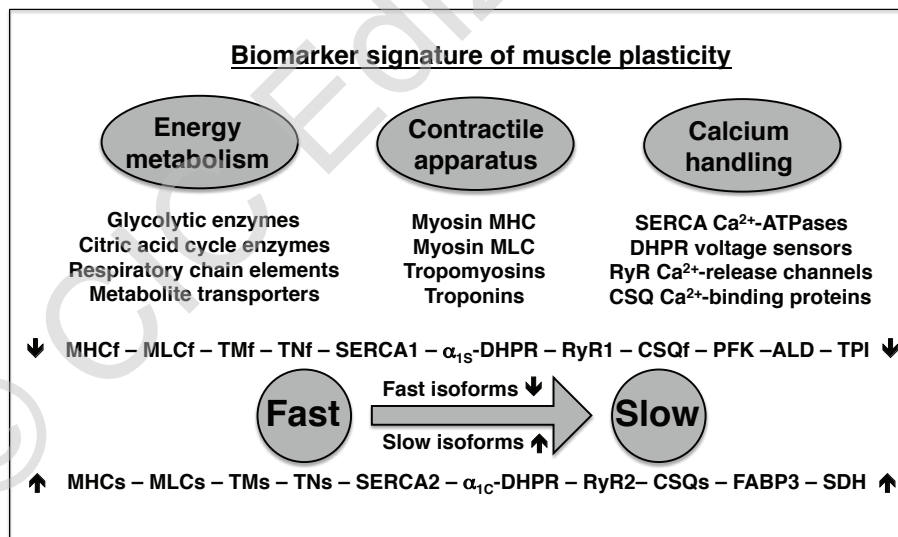 Biomarker signature of muscle plasticity
Energy
metabolism
Contractile
apparatus
Calcium
handling
Glycolytic enzymes
Citric acid cycle enzymes
Respiratory chain elements
Metabolite transporters
Myosin MHC
Myosin MLC
Tropomyosins
Troponins
SERCA Ca²⁺-ATPases
DHPR voltage sensors
RyR Ca²⁺-release channels
CSQ Ca²⁺-binding proteins
🡻 MHCf – MLCf – TMf – TNf – SERCA1 – α₁S-DHPR – RyR1 – CSQf – PFK –ALD – TPI 🡻
Fast
Fast isoforms 🡻
Slow isoforms 🡹
Slow
🡹 MHCs – MLCs – TMs – TNs – SERCA2 – α₁C-DHPR – RyR2– CSQs – FABP3 – SDH 🡹
© CIC Ediz